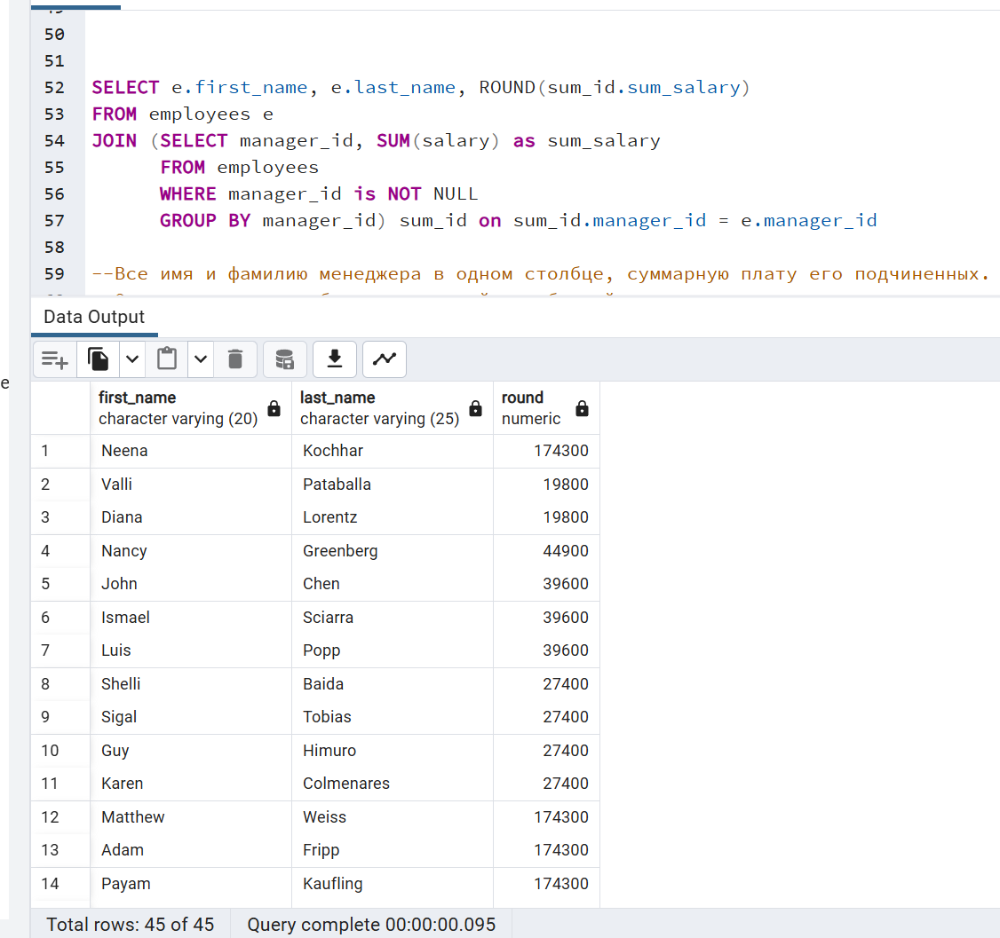 50
51
52 SELECT e.first_name, e.last_name, ROUND(sum_id.sum_salary)
53 FROM employees e
54 JOIN (SELECT manager_id, SUM(salary) as sum_salary
55 FROM employees
56 WHERE manager_id is NOT NULL
57 GROUP BY manager_id) sum_id on sum_id.manager_id = e.manager_id
58
59 --Все имя и фамилию менеджера в одном столбце, суммарную плату его подчиненных.
Data Output
e
first_name last_name round
character varying (20) character varying (25) numeric
1 Neena Kochhar 174300
2 Valli Pataballa 19800
3 Diana Lorentz 19800
4 Nancy Greenberg 44900
5 John Chen 39600
6 Ismael Sciarra 39600
7 Luis Popp 39600
8 Shelli Baida 27400
9 Sigal Tobias 27400
10 Guy Himuro 27400
11 Karen Colmenares 27400
12 Matthew Weiss 174300
13 Adam Fripp 174300
14 Payam Kaufling 174300
Total rows: 45 of 45 Query complete 00:00:00.095